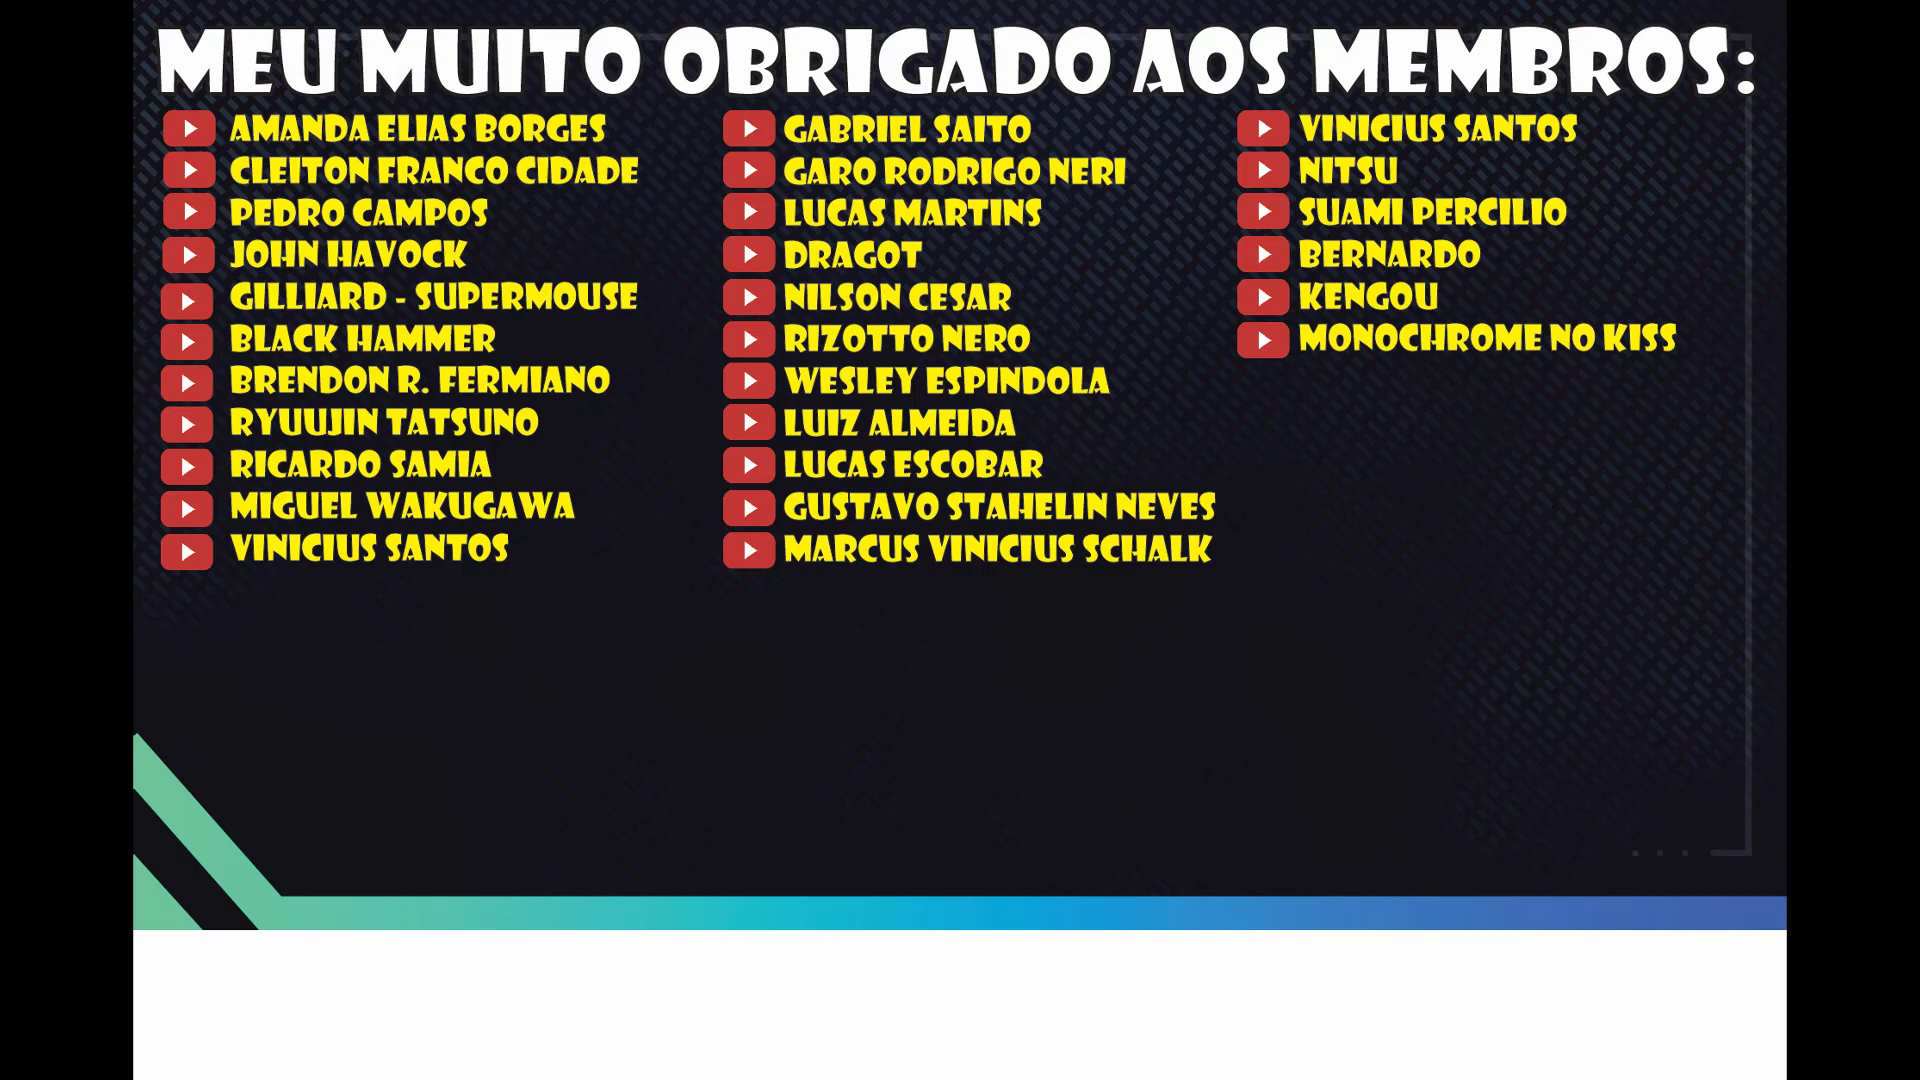 MEU MUITO OBRIGADO AOS MEMBROS:
AMANDA ELIAS BORGES
CLEITON FRANCO CIDADE
PEDRO CAMPOS
JOHN HAVOCK
GILLIARD - SUPERMOUSE
BLACK HAMMER
BRENDON R. FERMIANO
RYUUJIN TATSUNO
RICARDO SAMIA
MIGUEL WAKUGAWA
VINICIUS SANTOS
GABRIEL SAITO
GARO RODRIGO NERI
LUCAS MARTINS
DRAGOT
NILSON CESAR
RIZOTTO NERO
WESLEY ESPINDOLA
LUIZ ALMEIDA
LUCAS ESCOBAR
GUSTAVO STAHELIN NEVES
MARCUS VINICIUS SCHALK
VINICIUS SANTOS
NITSU
SUAMI PERCILIO
BERNARDO
KENGOU
MONOCHROME NO KISS